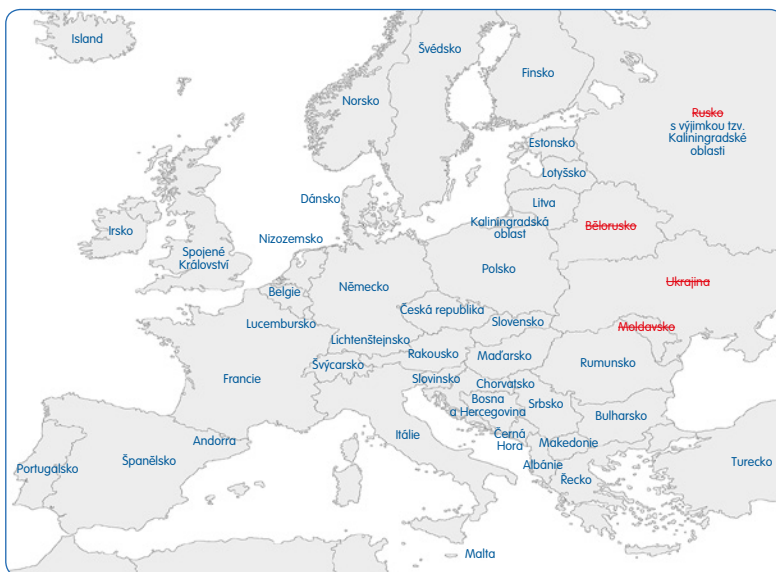 Island
Švédsko
Finsko
Norsko
Rusko
s výjimkou tzv.
Kaliningradské
oblasti
Estonsko
Lotyšsko
Dánsko
Litva
Kaliningradská
oblast
Bělorusko
Irsko
Nizozemsko
Spojené
Království
Polsko
Ukrajina
Belgie
Německo
Česká republika
Lucembursko
Slovensko
Moldavsko
Lichtenštejnsko
Rakousko
Maďarsko
Švýcarsko
Rumunsko
Francie
Slovinsko
Chorvatsko
Bosna
a Hercegovina
Srbsko
Bulharsko
Itálie
Černá
Hora
Andorra
Makedonie
Portugalsko
Španělsko
Albánie
Turecko
Řecko
Malta